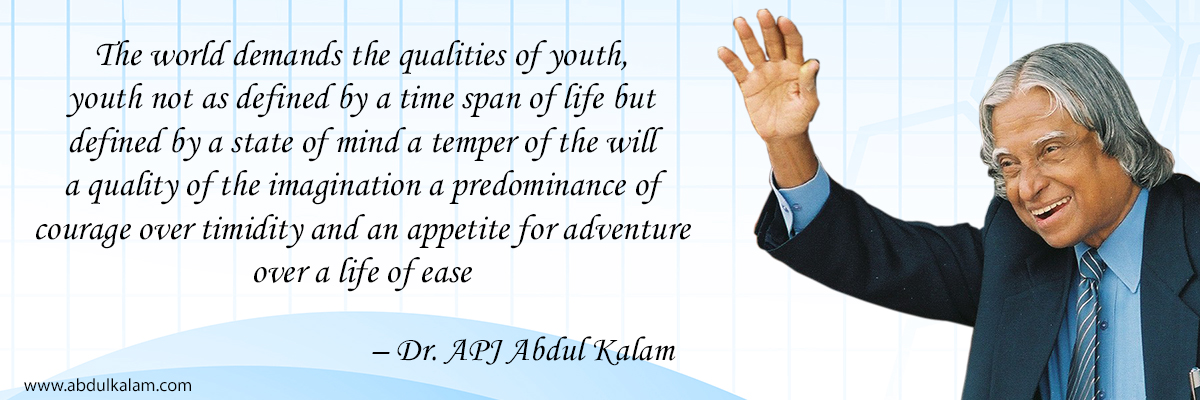 The world demands the qualities of youth,
youth not as defined by a time span of life but
defined by a state of mind a temper of the will
a quality of the imagination a predominance of
courage over timidity and an appetite for adventure
over a life of ease
– Dr. APJ Abdul Kalam
www.abdulkalam.com